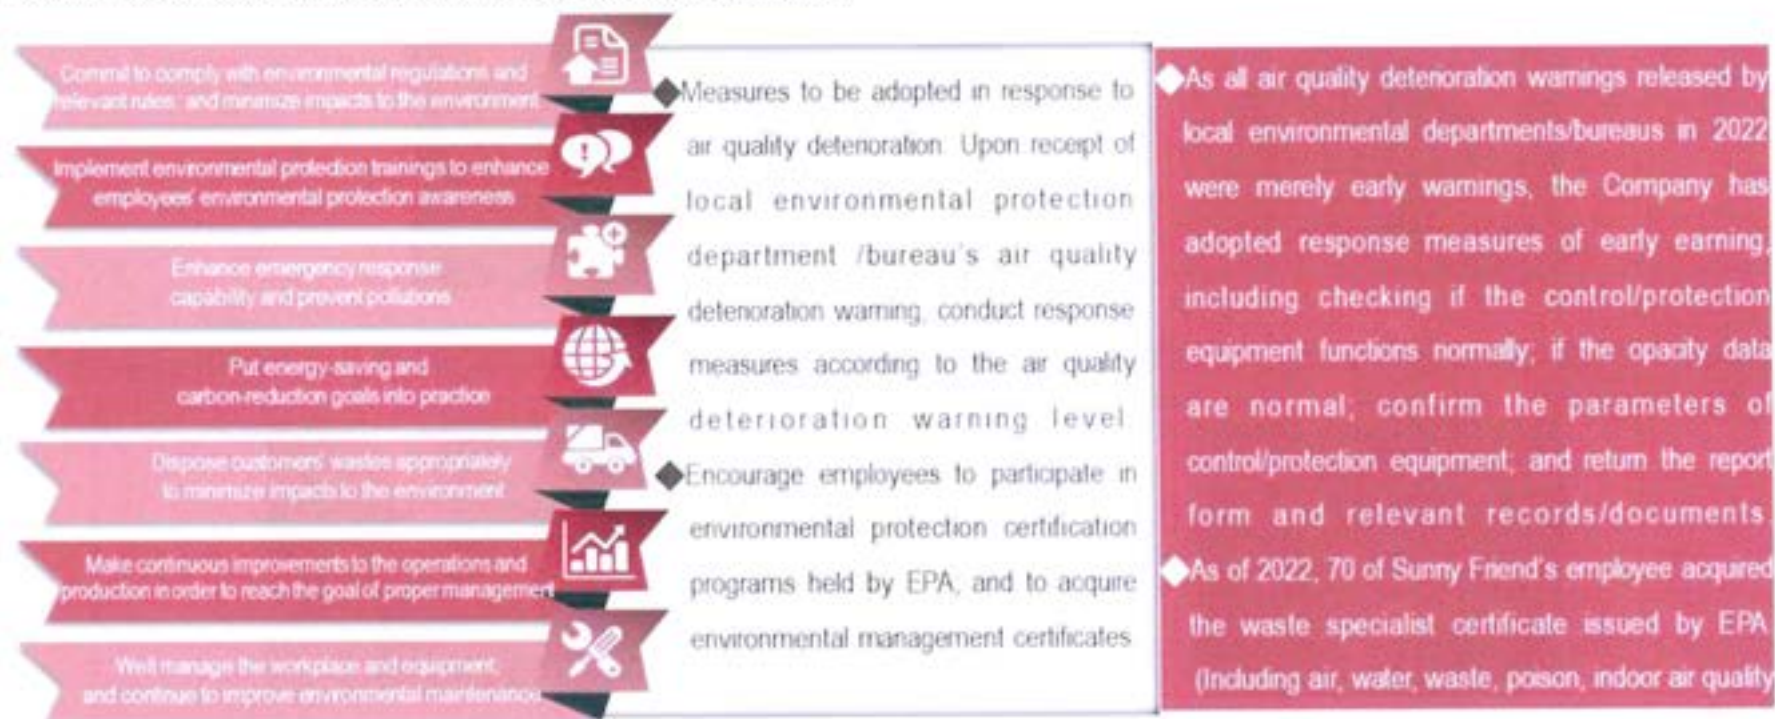 Commit to comply with environmental regulations and
relevant rules, and minimize impacts to the environment
Implement environmental protection trainings to enhance
employees' environmental protection awareness
Enhance emergency response
capability and prevent pollutions
Put energy-saving and
carbon-reduction goals into practice
Dispose customers' wastes appropriately
to minimize impacts to the environment
Make continuous improvements to the operations and
production in order to reach the goal of proper management
Well manage the workplace and equipment,
and continue to improve environmental maintenance
◆Measures to be adopted in response to
air quality deterioration: Upon receipt of
local environmental protection
department /bureau's air quality
deterioration warning, conduct response
measures according to the air quality
deterioration warning level.
◆Encourage employees to participate in
environmental protection certification
programs held by EPA, and to acquire
environmental management certificates
◆As all air quality deterioration warnings released by
local environmental departments/bureaus in 2022
were merely early warnings, the Company has
adopted response measures of early earning,
including checking if the control/protection
equipment functions normally; if the opacity data
are normal; confirm the parameters of
control/protection equipment; and return the report
form and relevant records/documents.
◆As of 2022, 70 of Sunny Friend's employee acquired
the waste specialist certificate issued by EPA
(Including air, water, waste, poison, indoor air quality